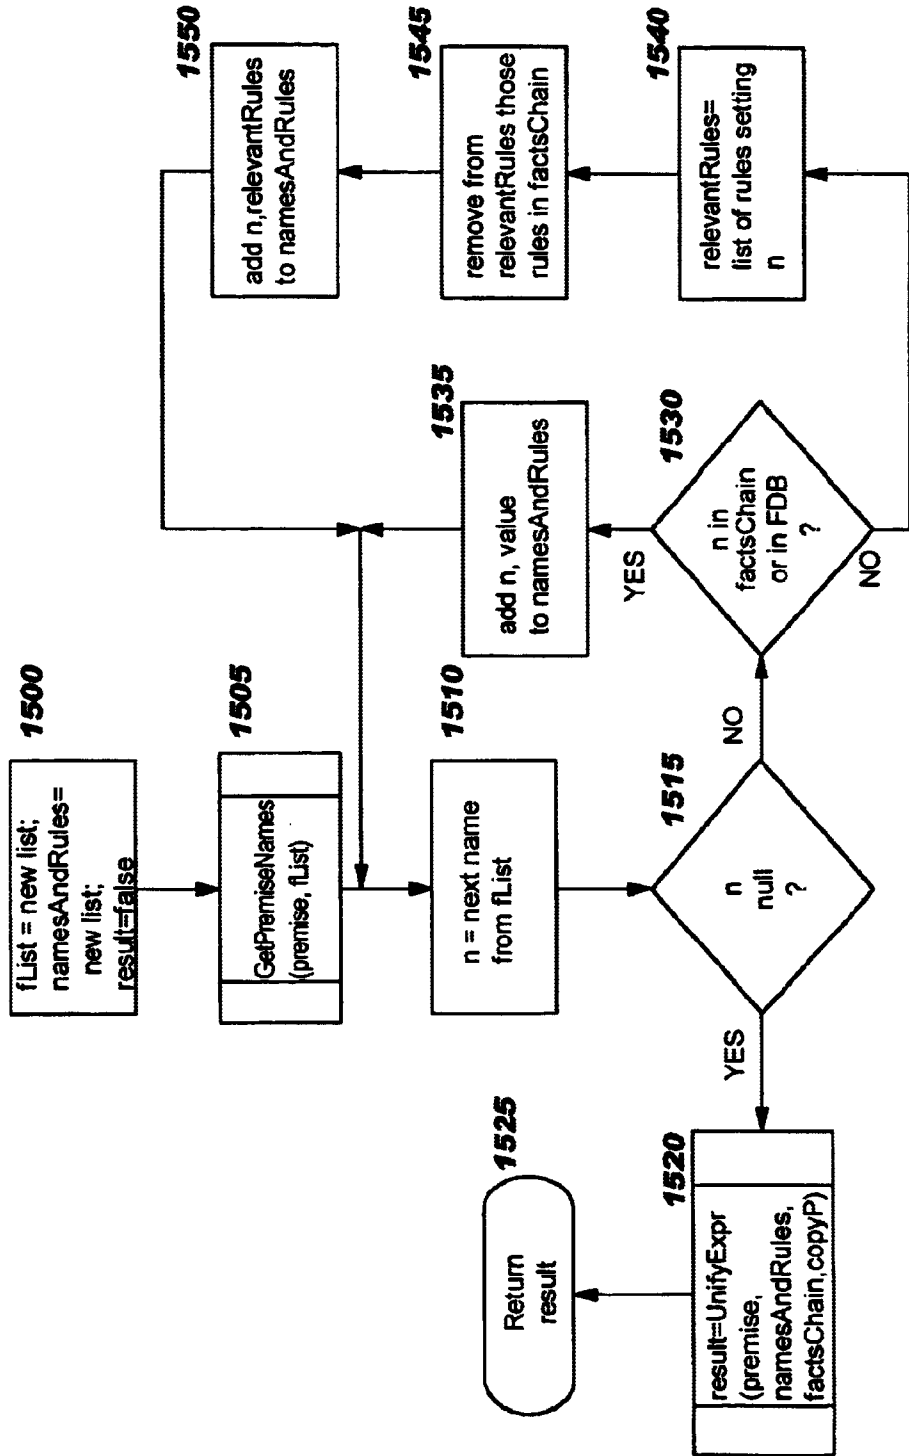 1500
fList = new list;
namesAndRules=
new list;
result=false
1505
GetPremiseNames
(premise, fList)
1510
n = next name
from fList
1515
n
null
?
YES
NO
1520
result=UnifyExpr
(premise,
namesAndRules,
factsChain,copyP)
1525
Return
result
1530
n in
factsChain
or in FDB
?
YES
NO
1535
add n, value
to namesAndRules
1540
relevantRules=
list of rules setting
n
1545
remove from
relevantRules those
rules in factsChain
1550
add n,relevantRules
to namesAndRules